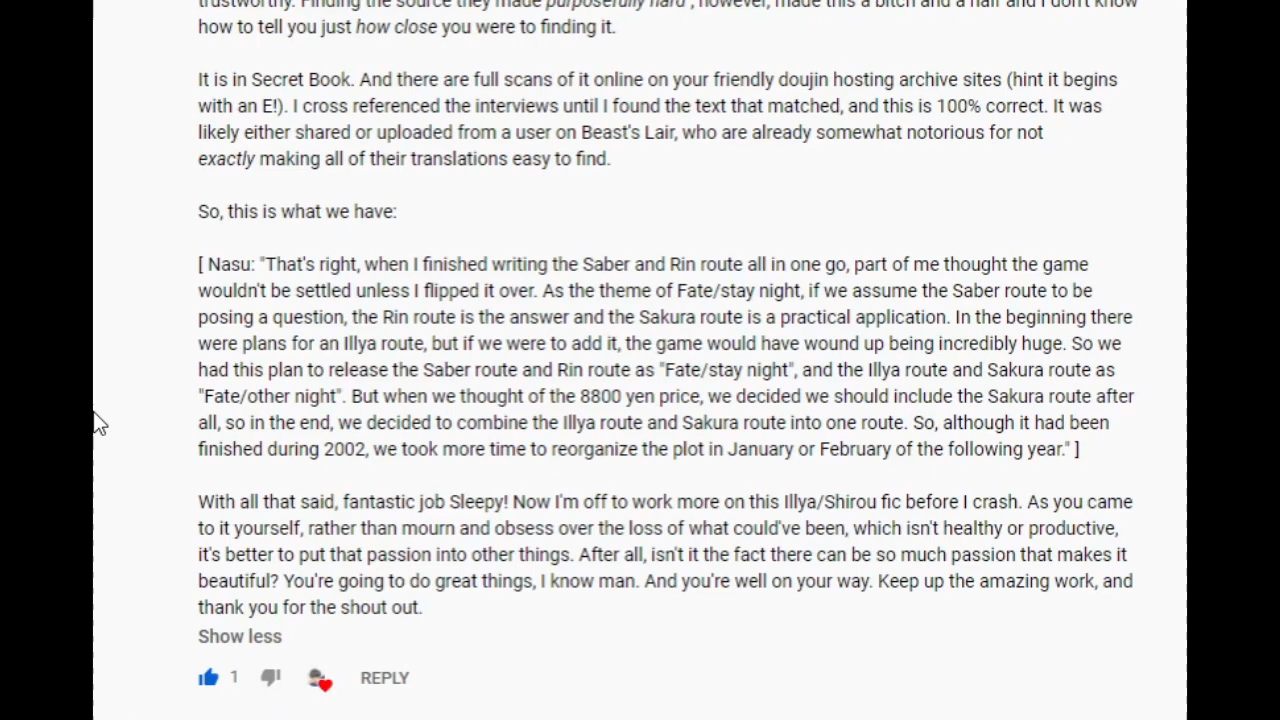 trustworthy. Finding the source they made purposefully hard , however, made this a bitch and a half and I don't know
how to tell you just how close you were to finding it.
It is in Secret Book. And there are full scans of it online on your friendly doujin hosting archive sites (hint it begins
with an E!). I cross referenced the interviews until I found the text that matched, and this is 100% correct. It was
likely either shared or uploaded from a user on Beast's Lair, who are already somewhat notorious for not
exactly making all of their translations easy to find.
So, this is what we have:
[ Nasu: "That's right, when I finished writing the Saber and Rin route all in one go, part of me thought the game
wouldn't be settled unless I flipped it over. As the theme of Fate/stay night, if we assume the Saber route to be
posing a question, the Rin route is the answer and the Sakura route is a practical application. In the beginning there
were plans for an Illya route, but if we were to add it, the game would have wound up being incredibly huge. So we
had this plan to release the Saber route and Rin route as "Fate/stay night", and the Illya route and Sakura route as
"Fate/other night". But when we thought of the 8800 yen price, we decided we should include the Sakura route after
all, so in the end, we decided to combine the Illya route and Sakura route into one route. So, although it had been
finished during 2002, we took more time to reorganize the plot in January or February of the following year." ]
With all that said, fantastic job Sleepy! Now I'm off to work more on this Illya/Shirou fic before I crash. As you came
to it yourself, rather than mourn and obsess over the loss of what could've been, which isn't healthy or productive,
it's better to put that passion into other things. After all, isn't it the fact there can be so much passion that makes it
beautiful? You're going to do great things, I know man. And you're well on your way. Keep up the amazing work, and
thank you for the shout out.
Show less
1
REPLY